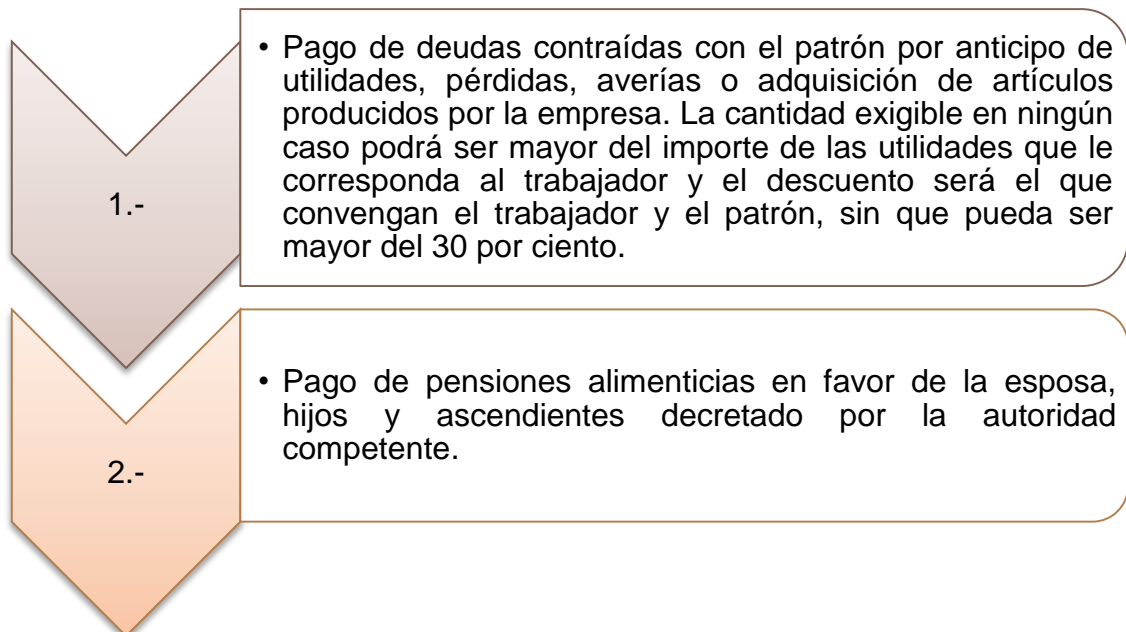 1.-
• Pago de deudas contraídas con el patrón por anticipo de
utilidades, pérdidas, averías o adquisición de artículos
producidos por la empresa. La cantidad exigible en ningún
caso podrá ser mayor del importe de las utilidades que le
corresponda al trabajador y el descuento será el que
convengan el trabajador y el patrón, sin que pueda ser
mayor del 30 por ciento.
2.-
• Pago de pensiones alimenticias en favor de la esposa,
hijos y ascendientes decretado por la autoridad
competente.